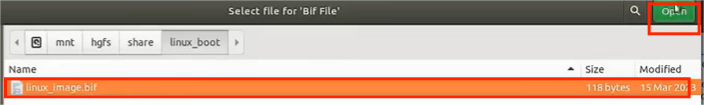 Select file for 'Bif File'
Open
mnt hgfs share linux_boot
Name Size Modified
linux_image.bif 118 bytes 15 Mar 2023